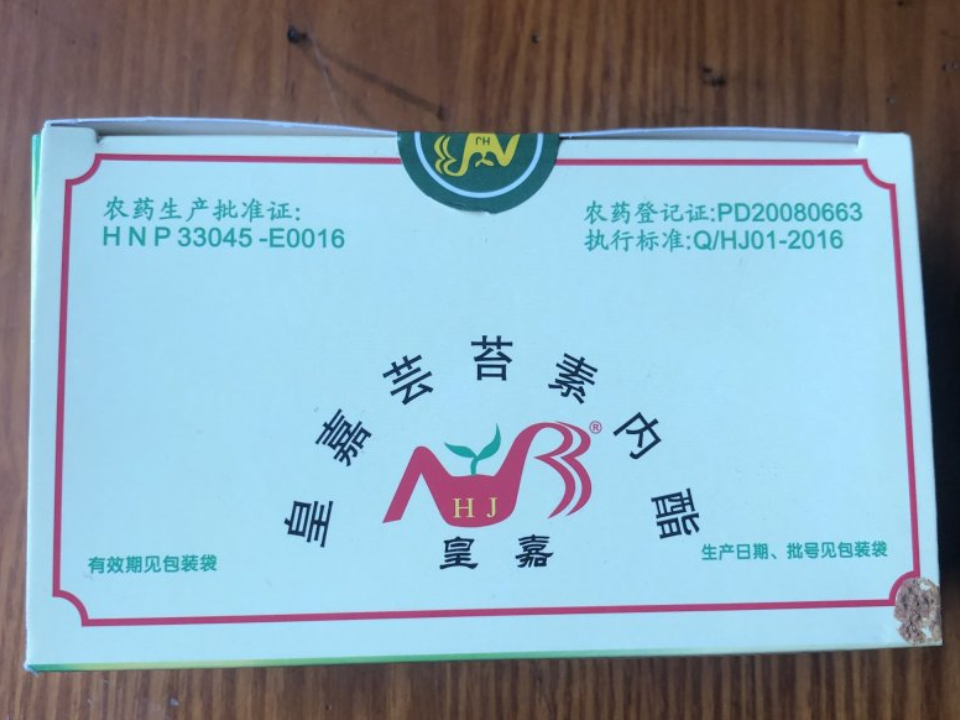 HJ
农药生产批准证:
HNP33045-E0016
农药登记证:PD20080663
执行标准:Q/HJ01-2016
皇嘉芸苔素内酯
®
HJ
皇嘉
有效期见包装袋
生产日期、批号见包装袋